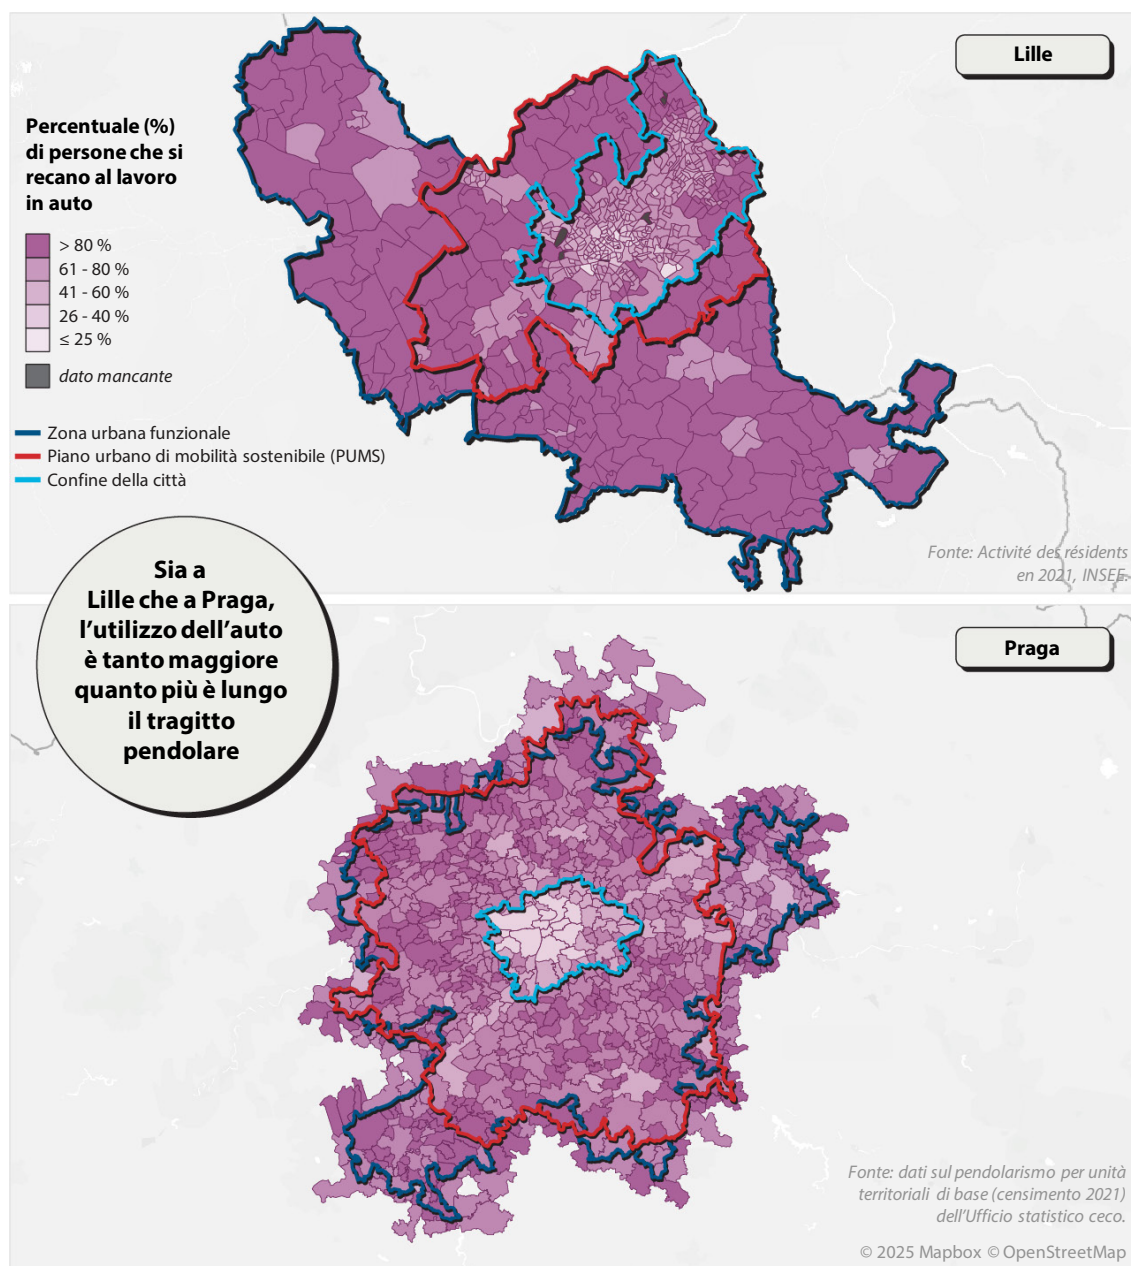 Lille
Percentuale (%)
di persone che si
recano al lavoro
in auto
> 80 %
61 - 80 %
41 - 60 %
26 - 40 %
≤ 25 %
dato mancante
Zona urbana funzionale
Piano urbano di mobilità sostenibile (PUMS)
Confine della città
Fonte: Activité des résidents
en 2021, INSEE.
Sia a
Lille che a Praga,
l’utilizzo dell’auto
è tanto maggiore
quanto più è lungo
il tragitto
pendolare
Praga
Fonte: dati sul pendolarismo per unità
territoriali di base (censimento 2021)
dell’Ufficio statistico ceco.
© 2025 Mapbox © OpenStreetMap